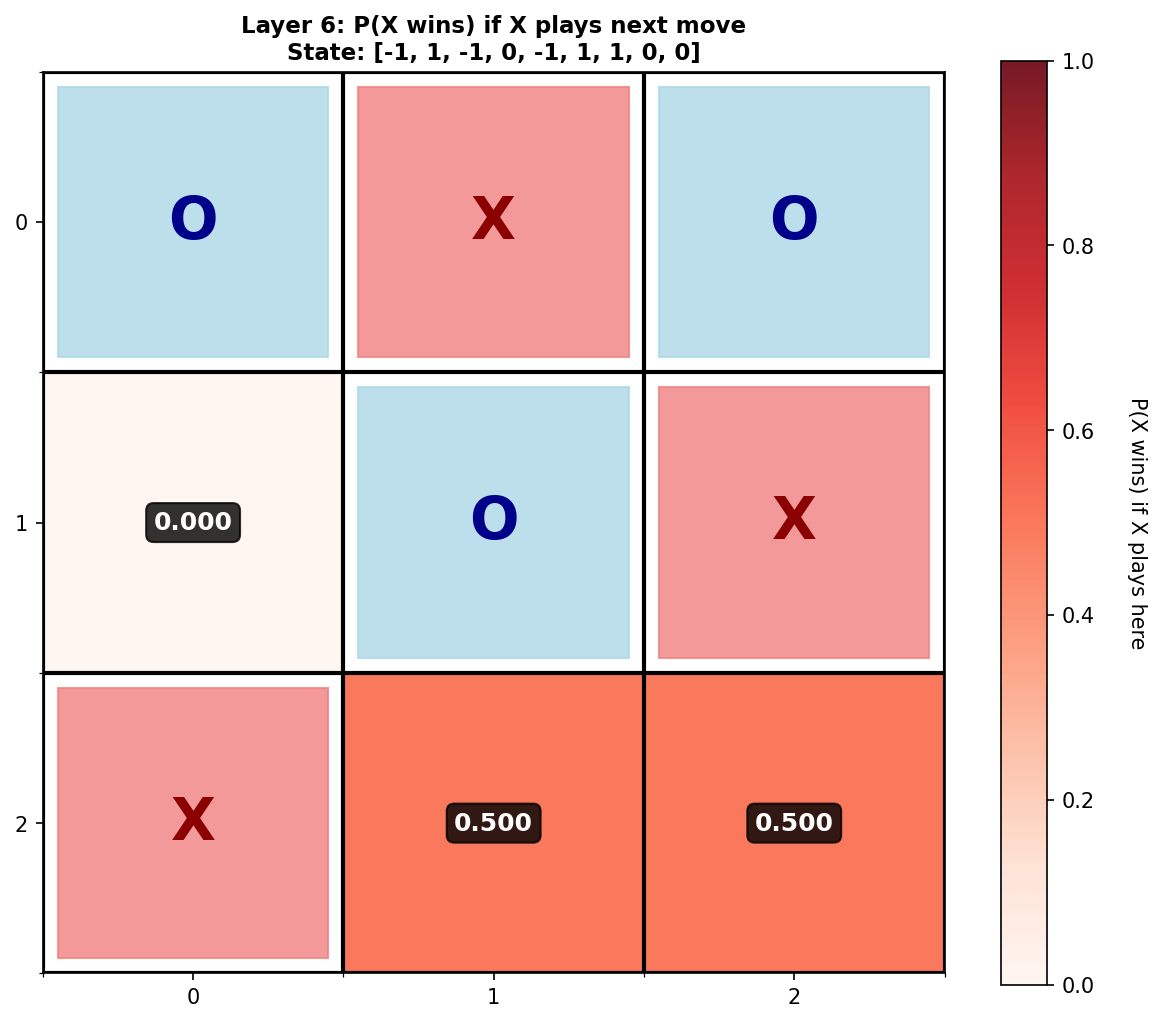 Layer 6: P(X wins) if X plays next move
State: [-1, 1, -1, 0, -1, 1, 1, 0, 0]
0
O
X
O
1
0.000
O
X
2
X
0.500
0.500
0
1
2
1.0
0.8
0.6
0.4
0.2
0.0
P(X wins) if X plays here